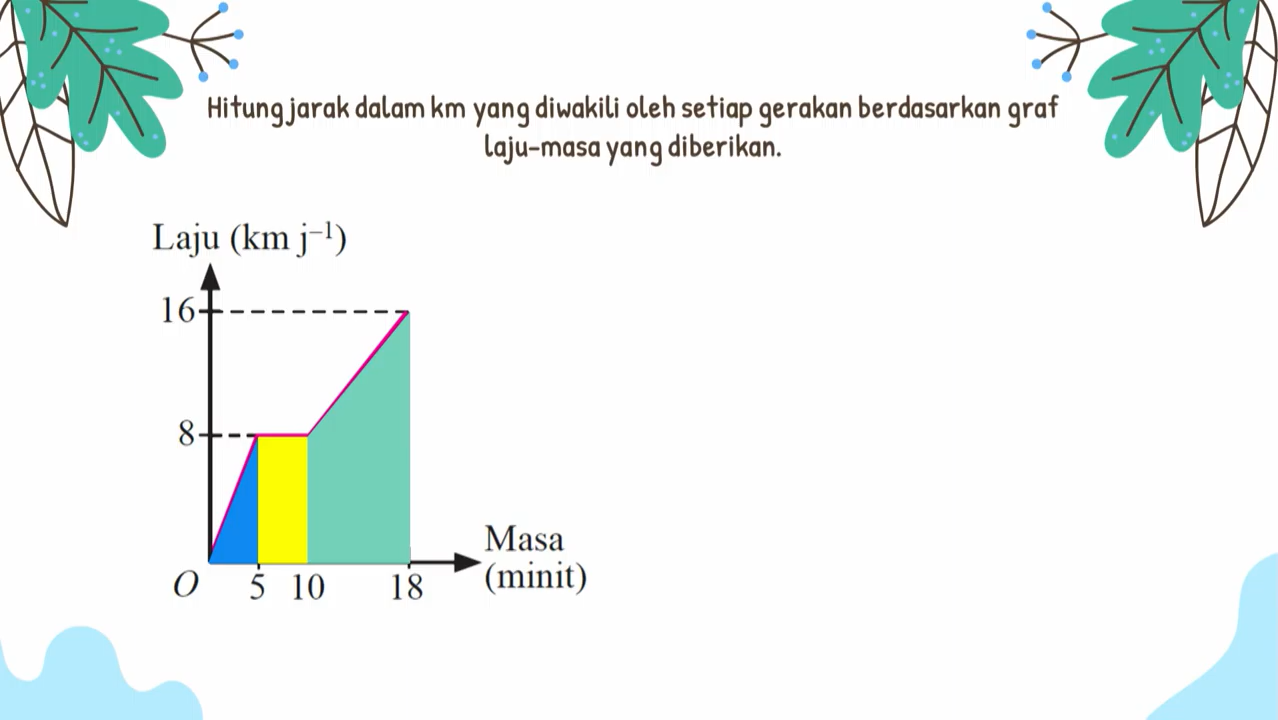 Hitung jarak dalam km yang diwakili oleh setiap gerakan berdasarkan graf
laju-masa yang diberikan.
Laju (km j⁻¹)
16
8
Masa
(minit)
O 5 10 18